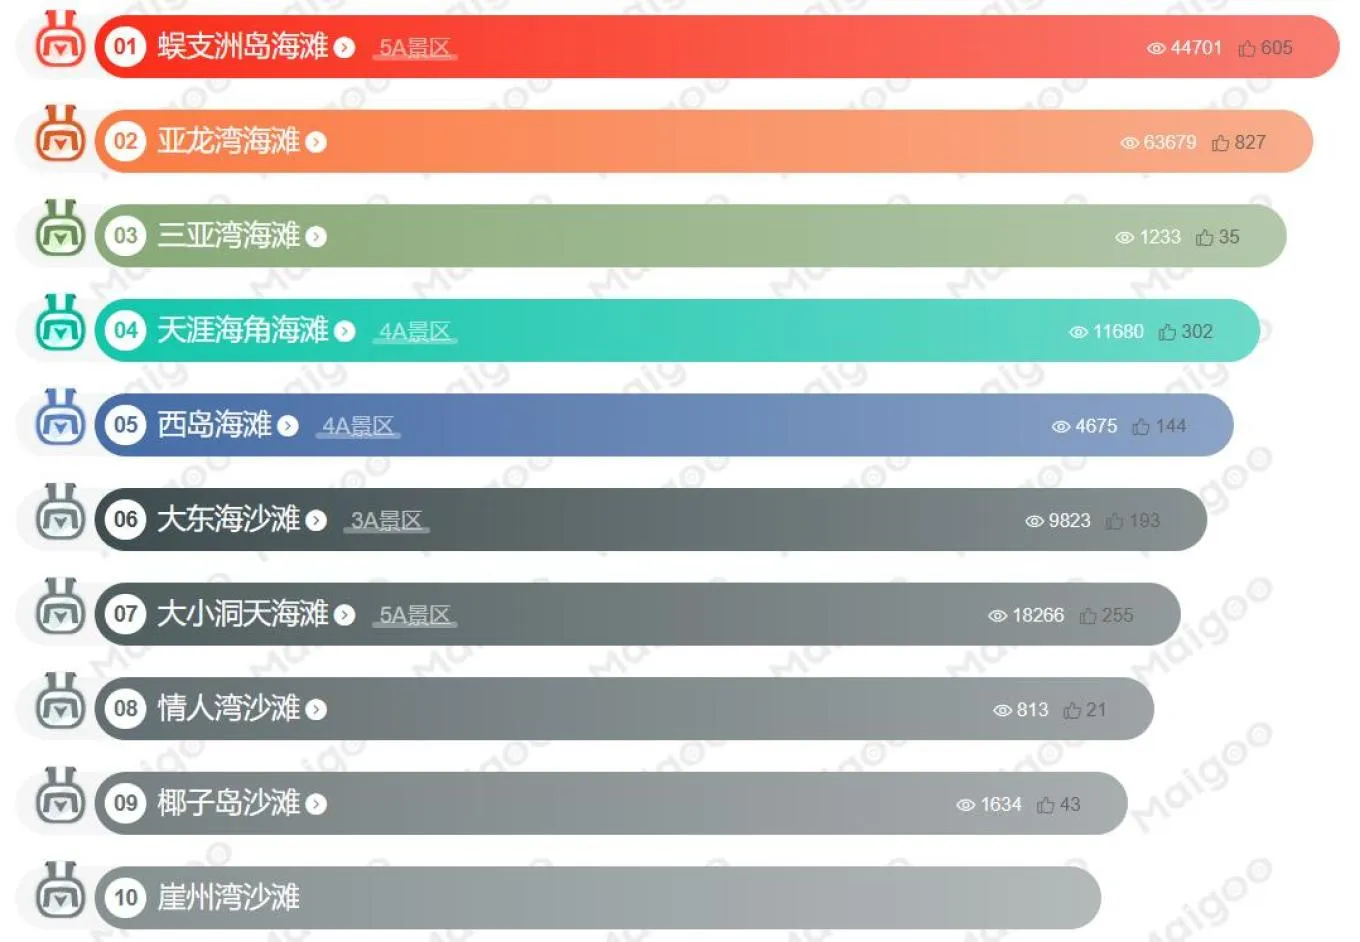 01 蜈支洲岛海滩 5A景区 44701 605
02 亚龙湾海滩 63679 827
03 三亚湾海滩 1233 35
04 天涯海角海滩 4A景区 11680 302
05 西岛海滩 4A景区 4675 144
06 大东海沙滩 3A景区 9823 193
07 大小洞天海滩 5A景区 18266 255
08 情人湾沙滩 813 21
09 椰子岛沙滩 1634 43
10 崖州湾沙滩
Maigoo